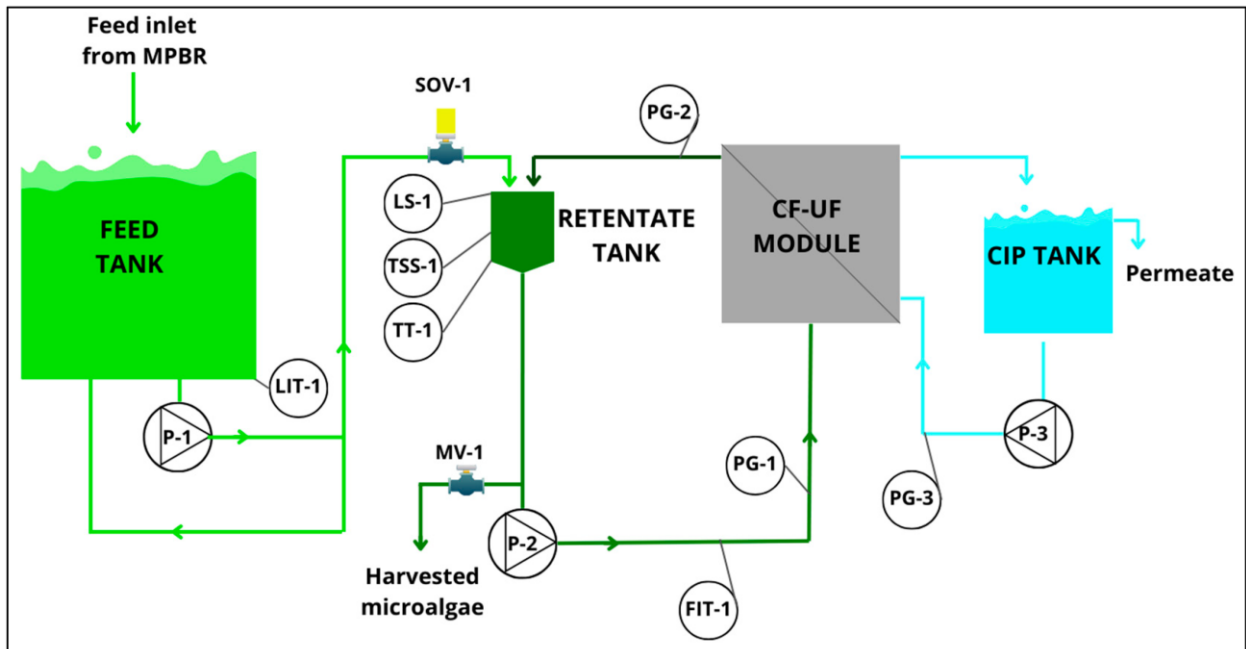 Feed inlet
from MPBR
SOV-1
PG-2
LS-1
FEED
TANK
TSS-1
RETENTATE
TANK
CF-UF
MODULE
CIP TANK
Permeate
TT-1
LIT-1
P-1
MV-1
PG-1
P-3
PG-3
P-2
Harvested
microalgae
FIT-1